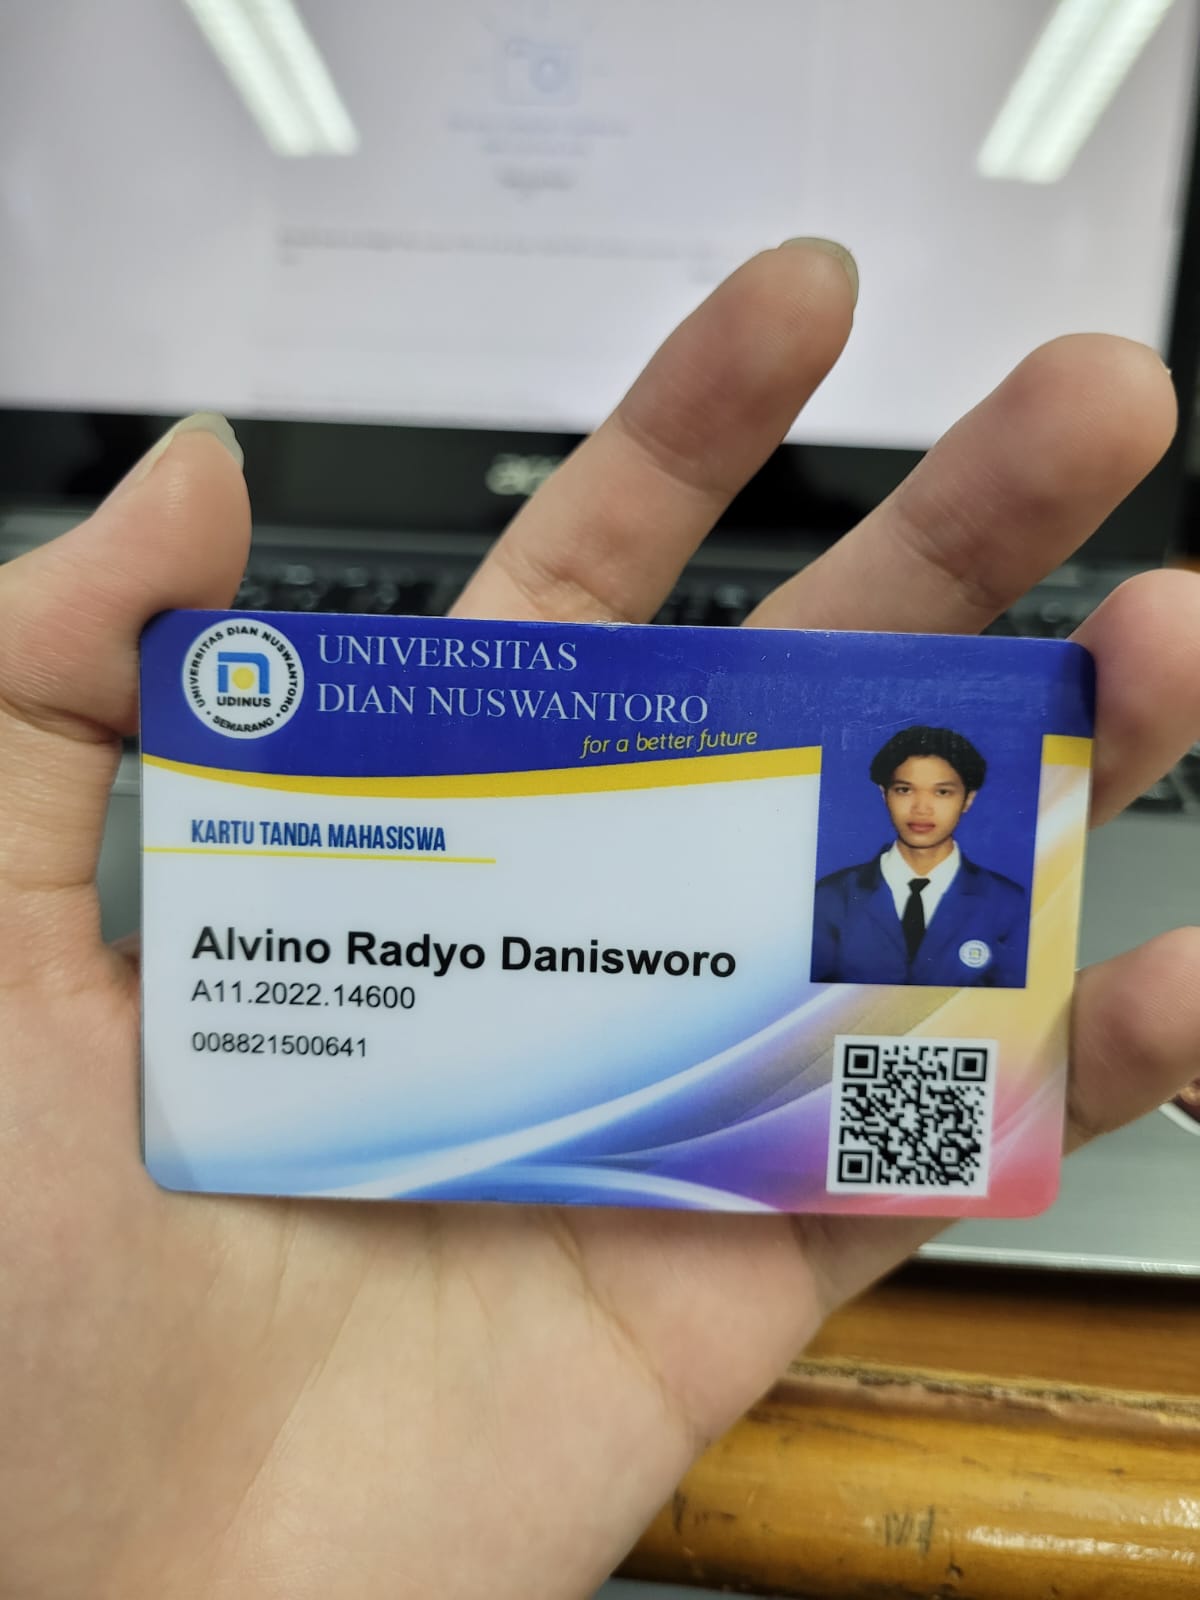 UNIVERSITAS DIAN NUSWANTORO
UDINUS
• SEMARANG •
UNIVERSITAS
DIAN NUSWANTORO
for a better future
KARTU TANDA MAHASISWA
Alvino Radyo Danisworo
A11.2022.14600
008821500641